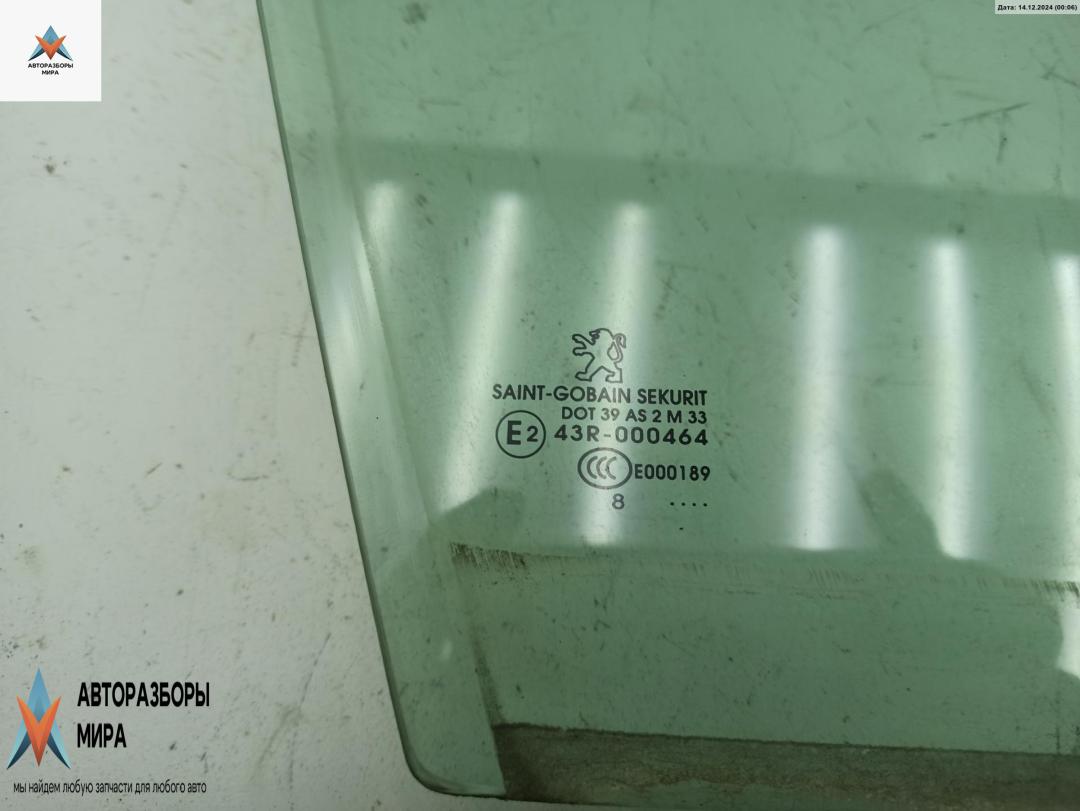 Дата: 14.12.2024 (00:06)
АВТОРАЗБОРЫ
МИРА
SAINT-GOBAIN SEKURIT
DOT 39 AS 2 M 33
E2 43R-000464
CCC E000189
8 ....
АВТОРАЗБОРЫ
МИРА
мы найдем любую запчасти для любого авто